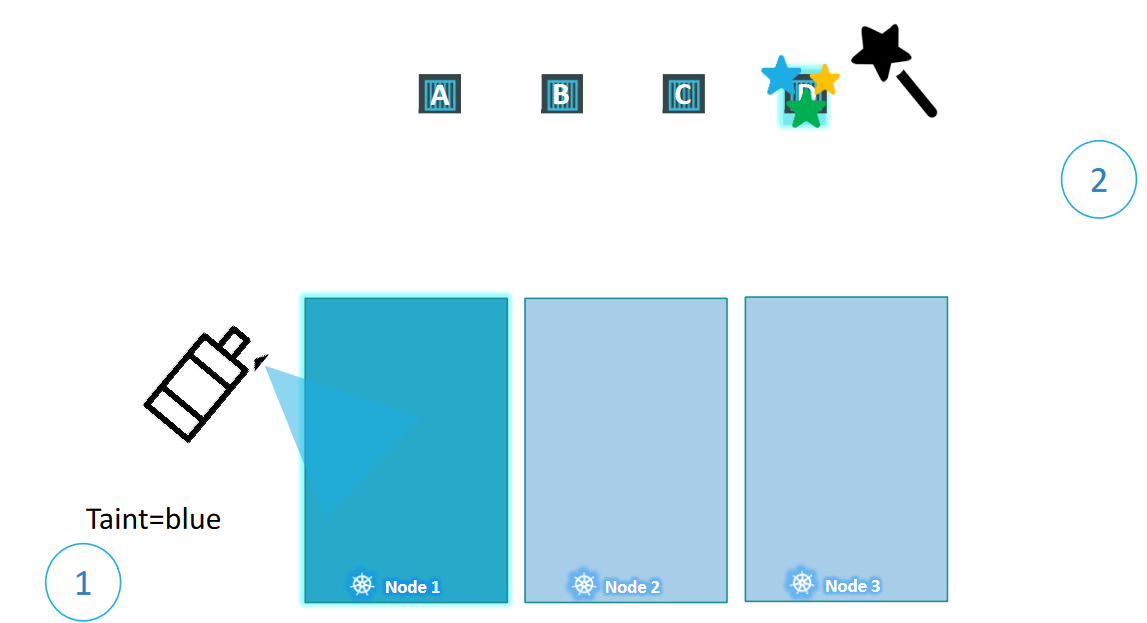 A B C D
2
Taint=blue
1
Node 1 Node 2 Node 3